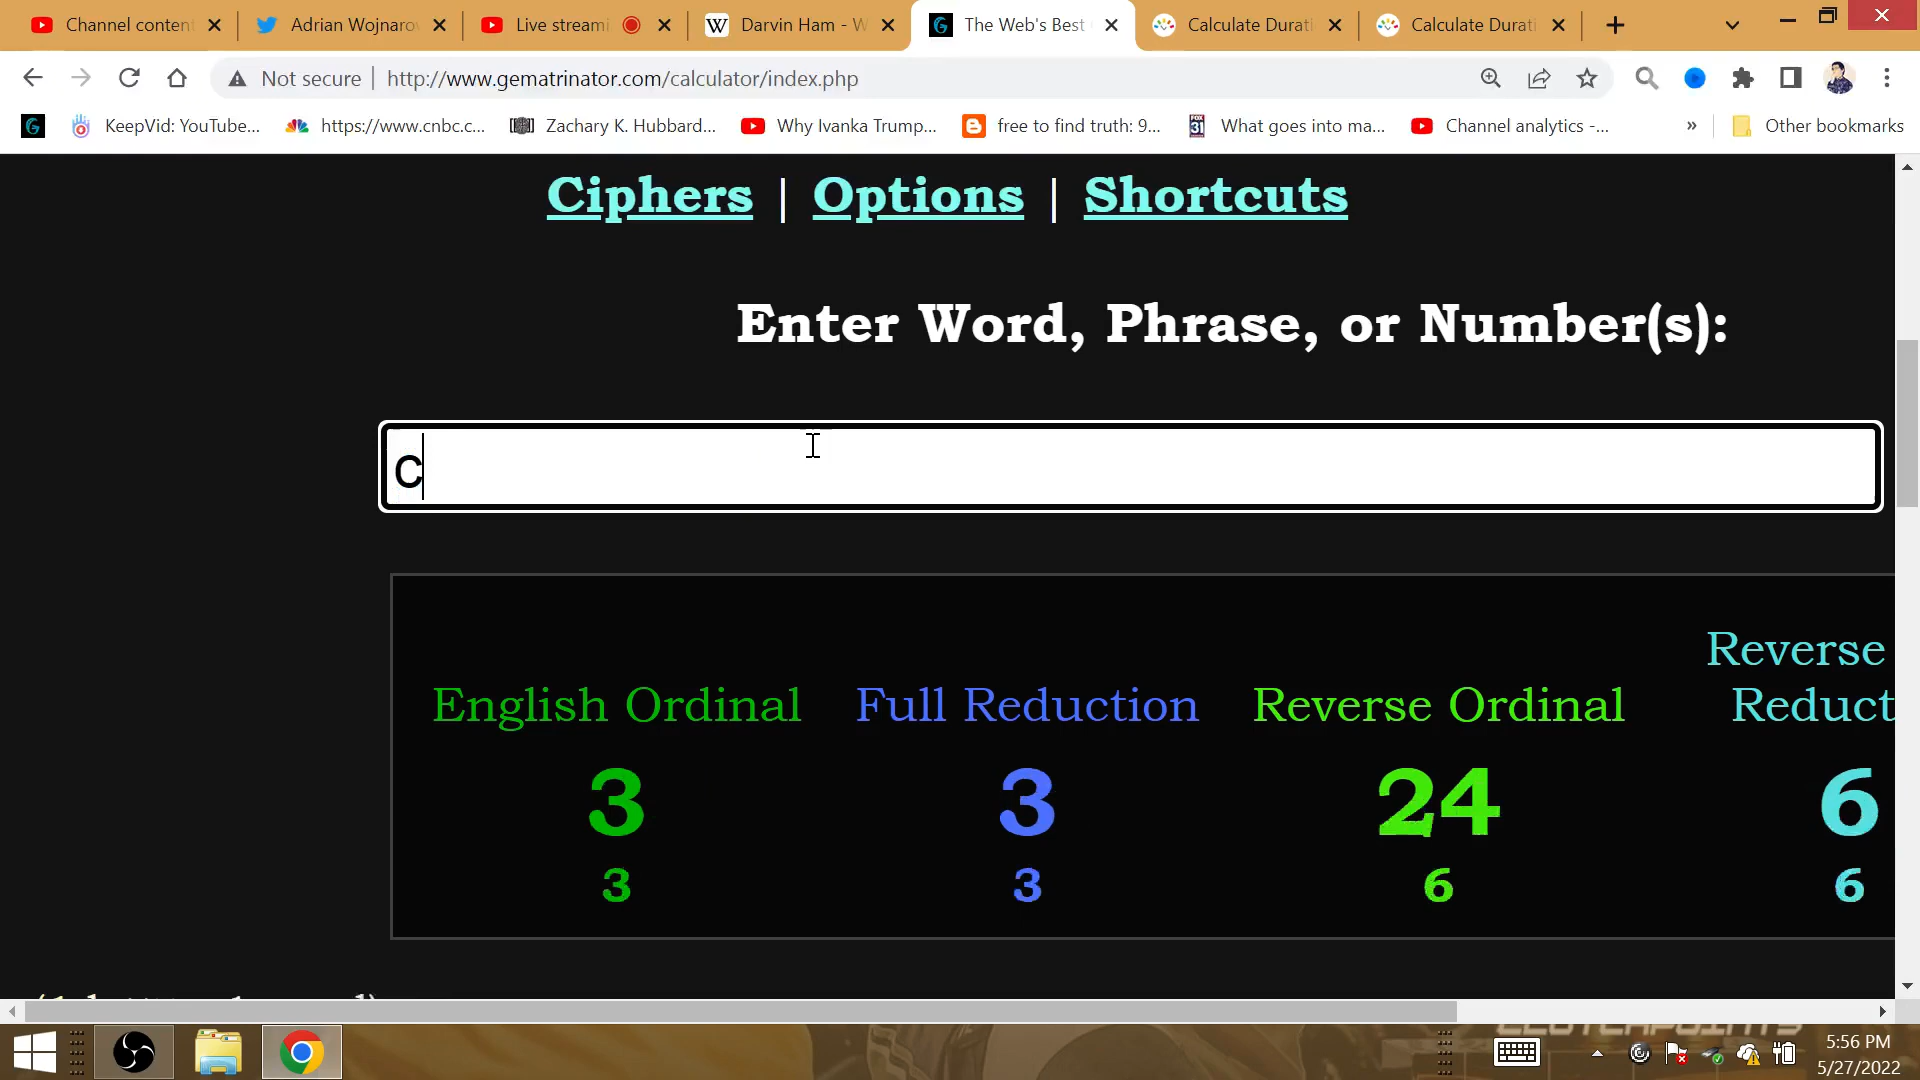 Channel content
Adrian Wojnaro
Live streami
Darvin Ham - W
The Web's Best
Calculate Durati
Calculate Durati
Not secure
http://www.gematrinator.com/calculator/index.php
KeepVid: YouTube...
https://www.cnbc.c...
Zachary K. Hubbard...
Why Ivanka Trump...
free to find truth: 9...
What goes into ma...
Channel analytics -...
»
Other bookmarks
Ciphers | Options | Shortcuts
Enter Word, Phrase, or Number(s):
C
English Ordinal
Full Reduction
Reverse Ordinal
Reverse
Reduct
3 3 24 6
3 3 6 6
5:56 PM
5/27/2022